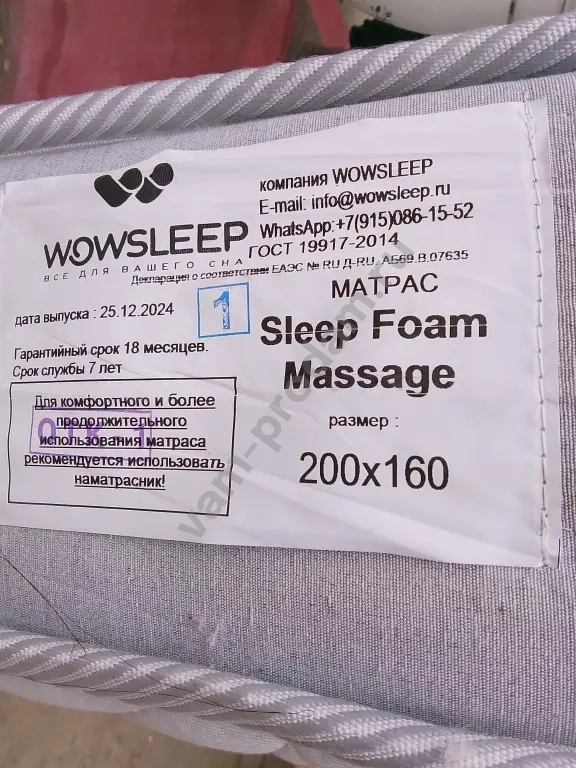 WOWSLEEP
ВСЕ ДЛЯ ВАШЕГО СНА
компания WOWSLEEP
E-mail: info@wowsleep.ru
WhatsApp:+7(915)086-15-52
ГОСТ 19917-2014
Декларация о соответствии ЕАЭС № RU Д-RU. АБ69.В.07635
дата выпуска : 25.12.2024
1
МАТРАС
Sleep Foam
Massage
размер :
200x160
Гарантийный срок 18 месяцев.
Срок службы 7 лет
Для комфортного и более
продолжительного
использования матраса
рекомендуется использовать
наматрасник!
ОТК